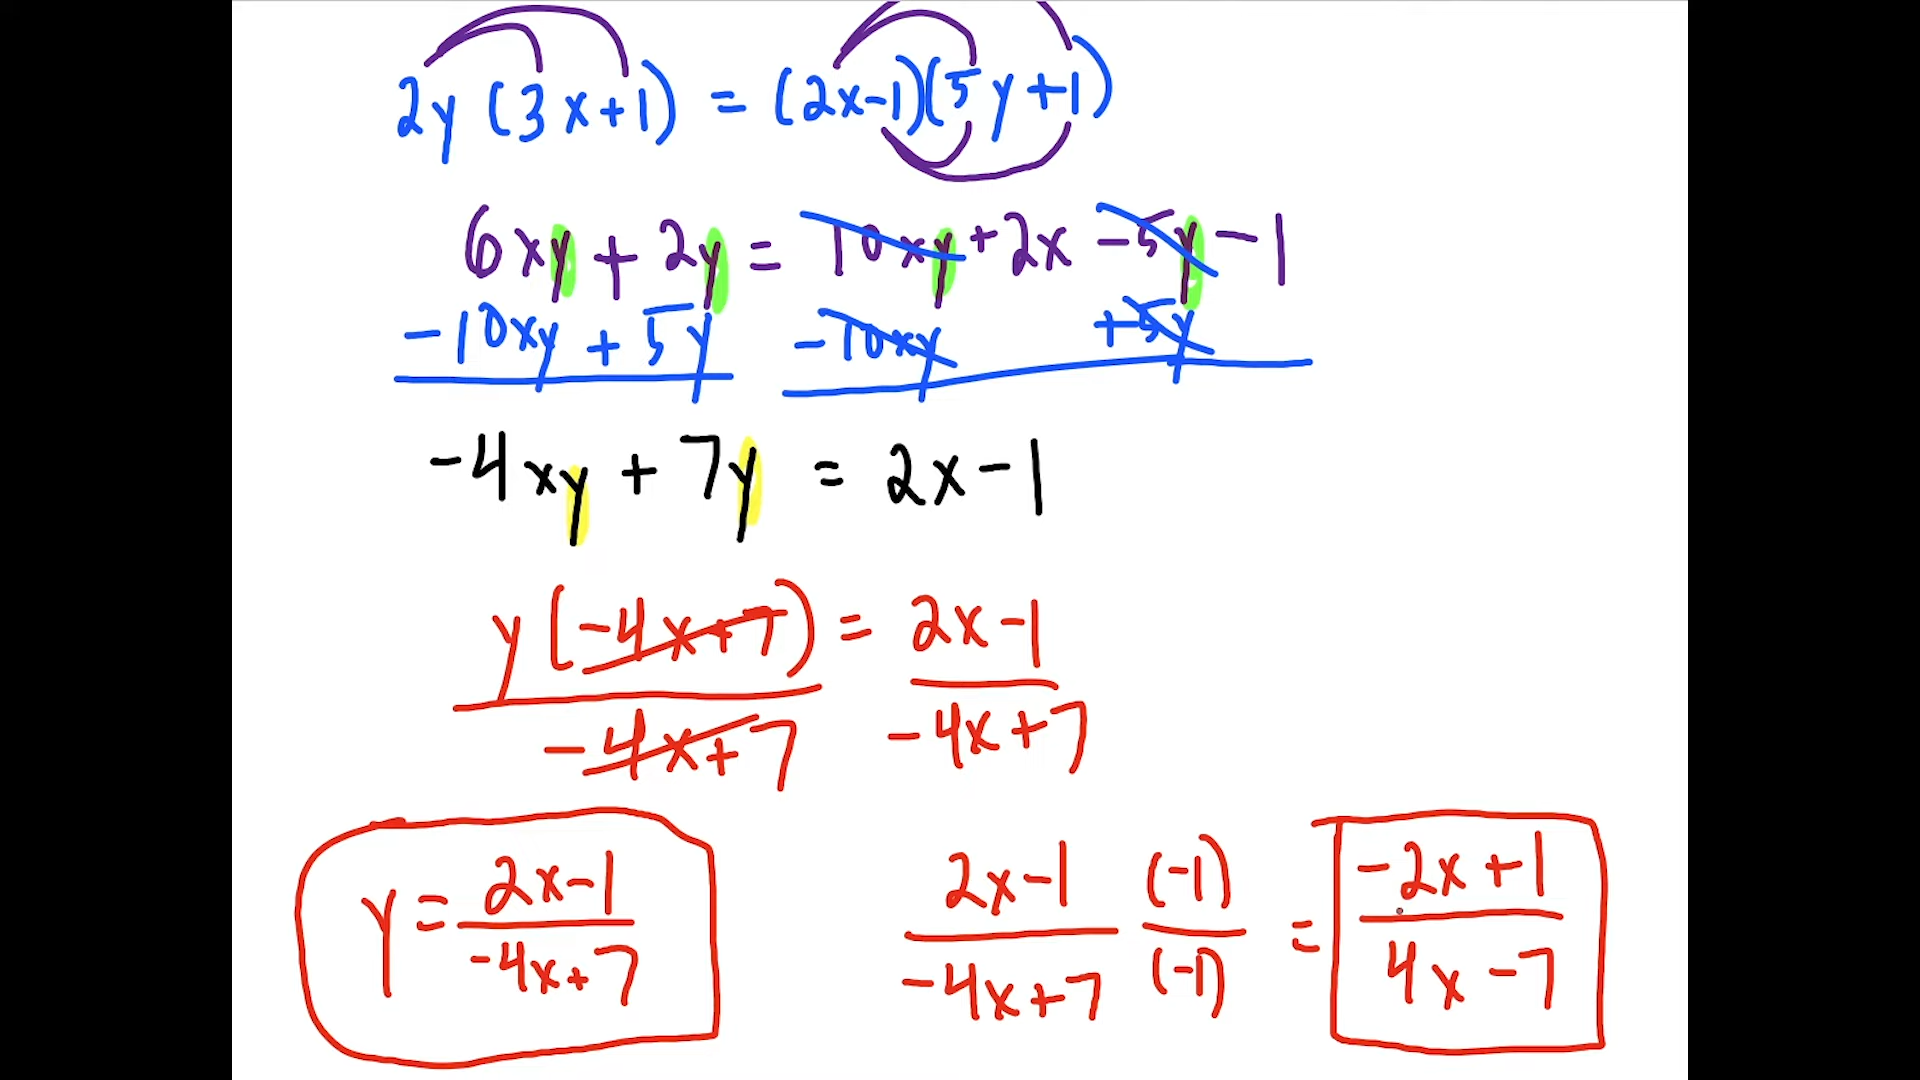 2y (3x+1) = (2x-1)(5y+1)
6xy + 2y = 10xy +2x -5y -1
-10xy + 5y -10xy +5y
-4xy + 7y = 2x -1
y(-4x+7) = 2x-1
-4x+7 -4x+7
y = 2x-1 2x-1 (-1) = -2x+1
-4x+7 -4x+7 (-1) 4x-7